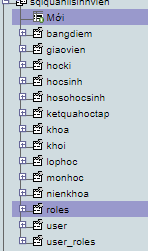 sqlquanlisinhvien
Mới
bangdiem
giaovien
hocki
hocsinh
hosohocsinh
ketquahoctap
khoa
khoi
lophoc
monhoc
nienkhoa
roles
user
user_roles